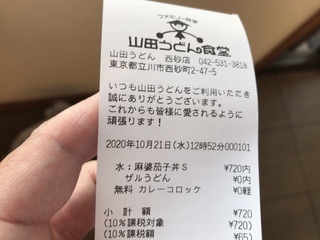 ファミリー食堂
山田うどん食堂
山田うどん 西砂店 042-531-3818
東京都立川市西砂町2-47-5
いつも山田うどんをご利用いただき
誠にありがとうございます。
これからも皆様に愛されるように
頑張ります!
2020年10月21日(水)12時52分000101
水:麻婆茄子丼S ¥720内
ザルうどん ¥0内
無料 カレーコロッケ ¥0軽
小 計 額 ¥720
(10%課税対象 ¥720)
(10%課税額 ¥65)